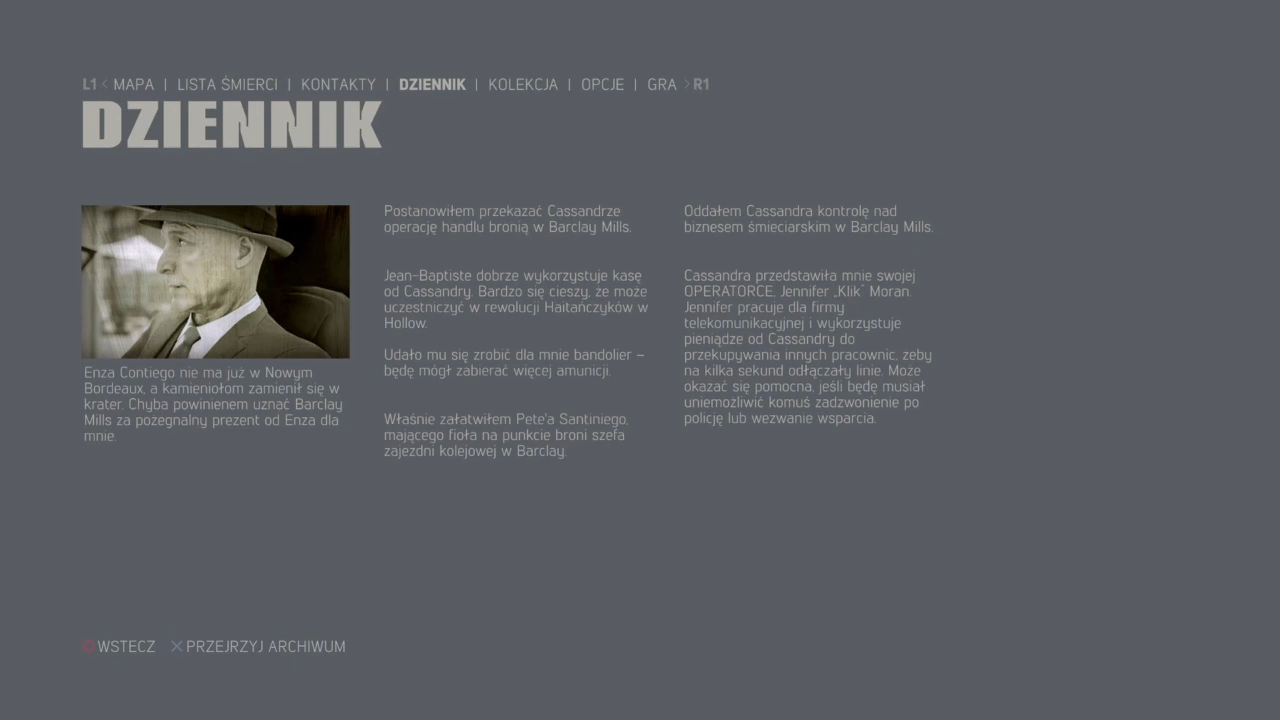 L1 < MAPA | LISTA ŚMIERCI | KONTAKTY | DZIENNIK | KOLEKCJA | OPCJE | GRA > R1
DZIENNIK
Enza Contiego nie ma już w Nowym
Bordeaux, a kamieniołom zamienił się w
krater. Chyba powinienem uznać Barclay
Mills za pożegnalny prezent od Enza dla
mnie.
Postanowiłem przekazać Cassandrze
operację handlu bronią w Barclay Mills.
Jean-Baptiste dobrze wykorzystuje kasę
od Cassandry. Bardzo się cieszy, że może
uczestniczyć w rewolucji Haitańczyków w
Hollow.
Udało mu się zrobić dla mnie bandolier –
będę mógł zabierać więcej amunicji.
Właśnie załatwiłem Pete'a Santiniego,
mającego fioła na punkcie broni szefa
zajezdni kolejowej w Barclay.
Oddałem Cassandra kontrolę nad
biznesem śmieciarskim w Barclay Mills.
Cassandra przedstawiła mnie swojej
OPERATORCE, Jennifer „Klik” Moran.
Jennifer pracuje dla firmy
telekomunikacyjnej i wykorzystuje
pieniądze od Cassandry do
przekupywania innych pracownic, żeby
na kilka sekund odłączały linie. Może
okazać się pomocna, jeśli będę musiał
uniemożliwić komuś zadzwonienie po
policję lub wezwanie wsparcia.
WSTECZ PRZEJRZYJ ARCHIWUM